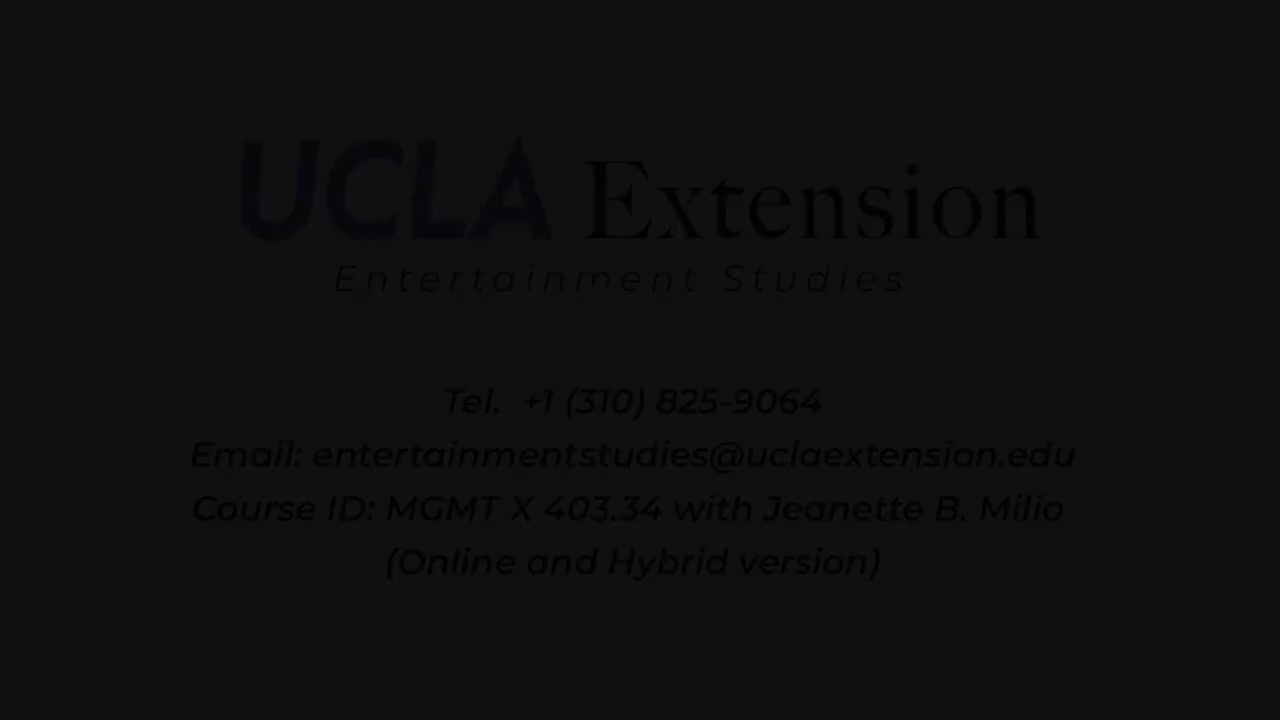 UCLA Extension
Entertainment Studies
Tel. +1 (310) 825-9064
Email: entertainmentstudies@uclaextension.edu
Course ID: MGMT X 403.34 with Jeanette B. Milio
(Online and Hybrid version)